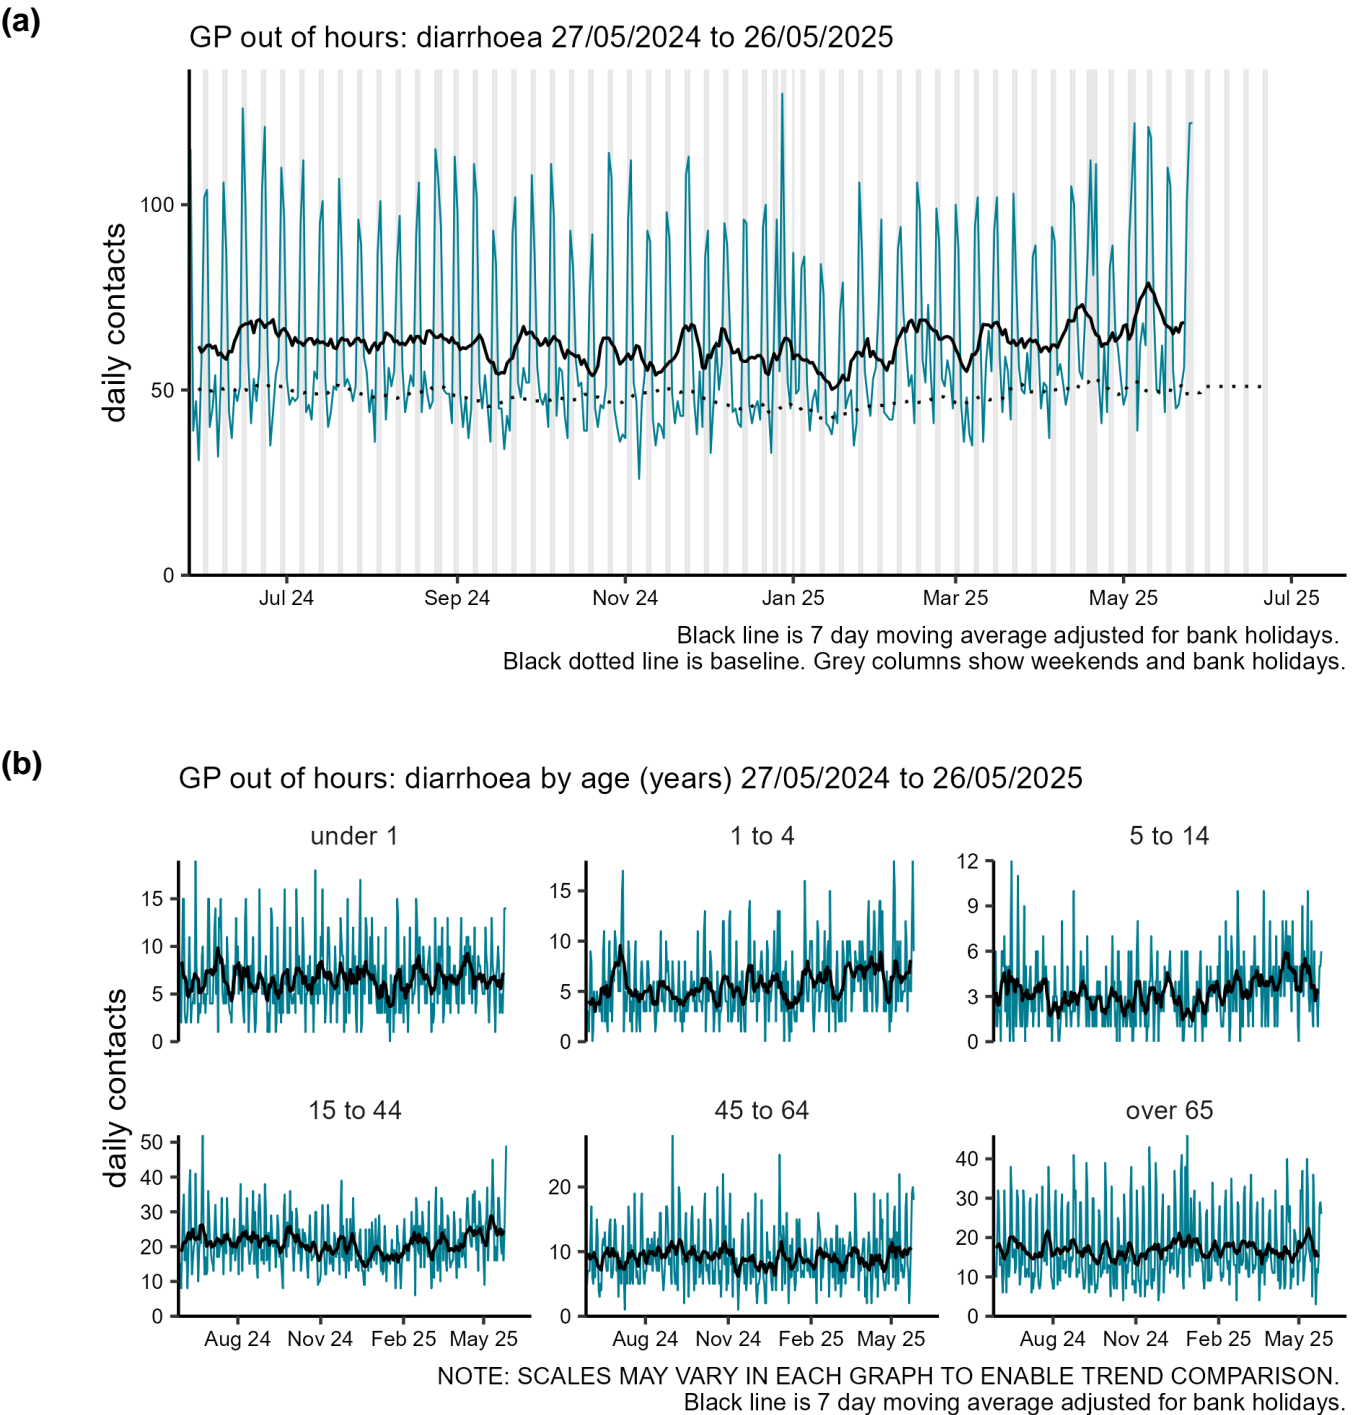 (a)
GP out of hours: diarrhoea 27/05/2024 to 26/05/2025
daily contacts
100
50
0
Jul 24 Sep 24 Nov 24 Jan 25 Mar 25 May 25 Jul 25
Black line is 7 day moving average adjusted for bank holidays.
Black dotted line is baseline. Grey columns show weekends and bank holidays.
(b)
GP out of hours: diarrhoea by age (years) 27/05/2024 to 26/05/2025
daily contacts
under 1
15
10
5
0
1 to 4
15
10
5
0
5 to 14
12
9
6
3
0
15 to 44
50
40
30
20
10
0
Aug 24 Nov 24 Feb 25 May 25
45 to 64
20
10
0
Aug 24 Nov 24 Feb 25 May 25
over 65
40
30
20
10
0
Aug 24 Nov 24 Feb 25 May 25
NOTE: SCALES MAY VARY IN EACH GRAPH TO ENABLE TREND COMPARISON.
Black line is 7 day moving average adjusted for bank holidays.